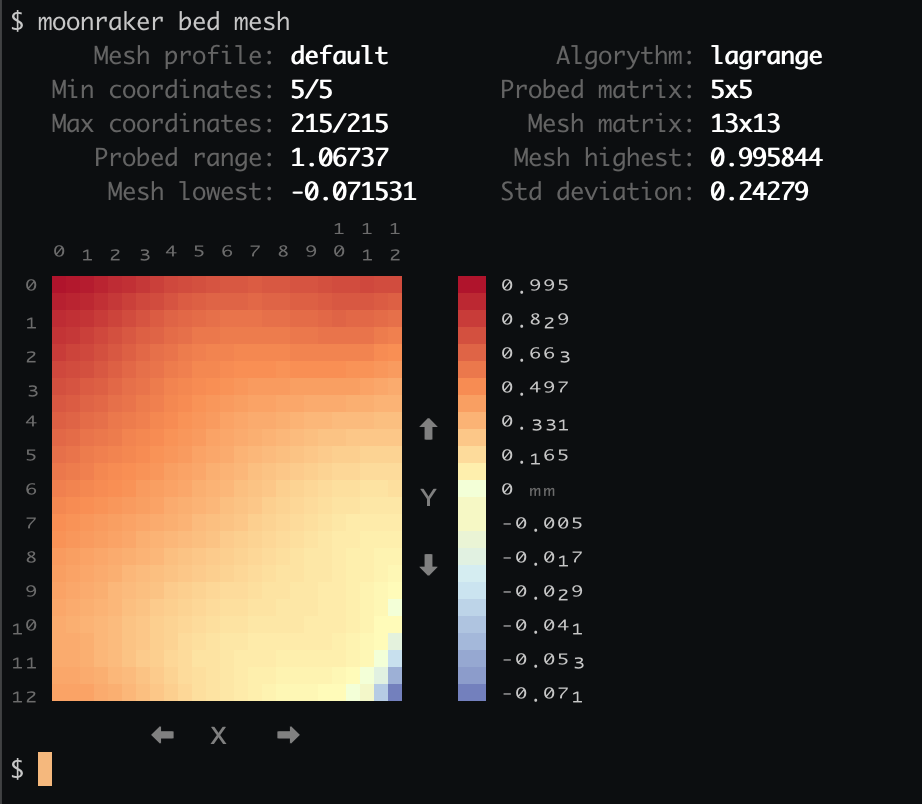 $ moonraker bed mesh
Mesh profile: default Algorythm: lagrange
Min coordinates: 5/5 Probed matrix: 5x5
Max coordinates: 215/215 Mesh matrix: 13x13
Probed range: 1.06737 Mesh highest: 0.995844
Mesh lowest: -0.071531 Std deviation: 0.24279
0 1 2 3 4 5 6 7 8 9 10 11 12
0 0.995
1 0.829
2 0.663
3 0.497
4 0.331
5 0.165
6 0 mm
Y
7 -0.005
8 -0.017
9 -0.029
10 -0.041
11 -0.053
12 -0.071
X
$